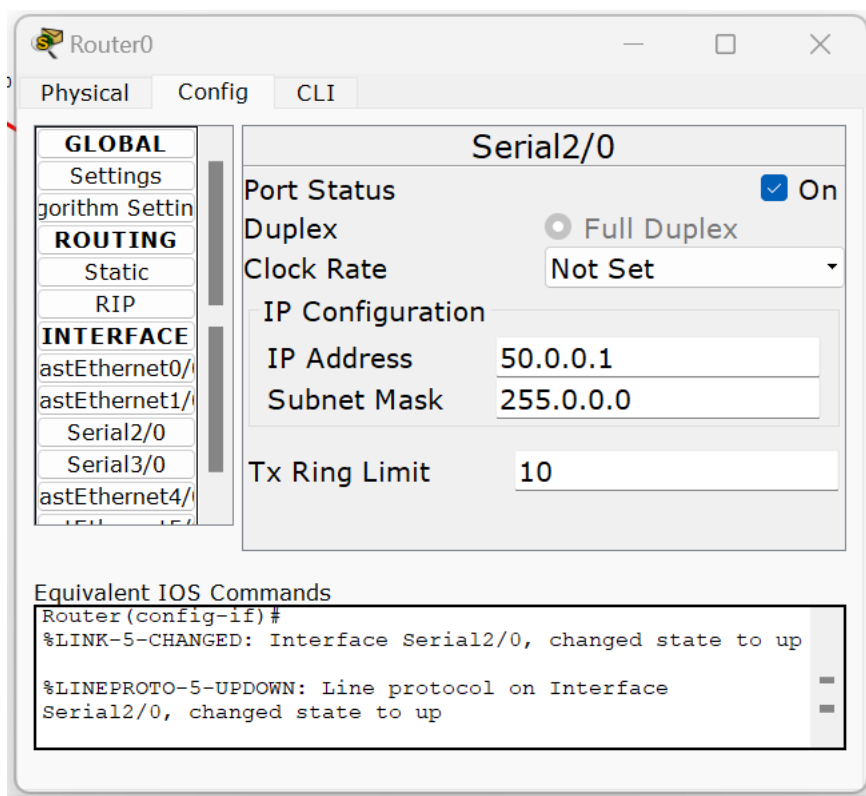 Router0
Physical Config CLI
GLOBAL
Settings
gorithm Settin
ROUTING
Static
RIP
INTERFACE
astEthernet0/
astEthernet1/
Serial2/0
Serial3/0
astEthernet4/
Serial2/0
Port Status On
Duplex Full Duplex
Clock Rate Not Set
IP Configuration
IP Address 50.0.0.1
Subnet Mask 255.0.0.0
Tx Ring Limit 10
Equivalent IOS Commands
Router(config-if)#
%LINK-5-CHANGED: Interface Serial2/0, changed state to up
%LINEPROTO-5-UPDOWN: Line protocol on Interface
Serial2/0, changed state to up